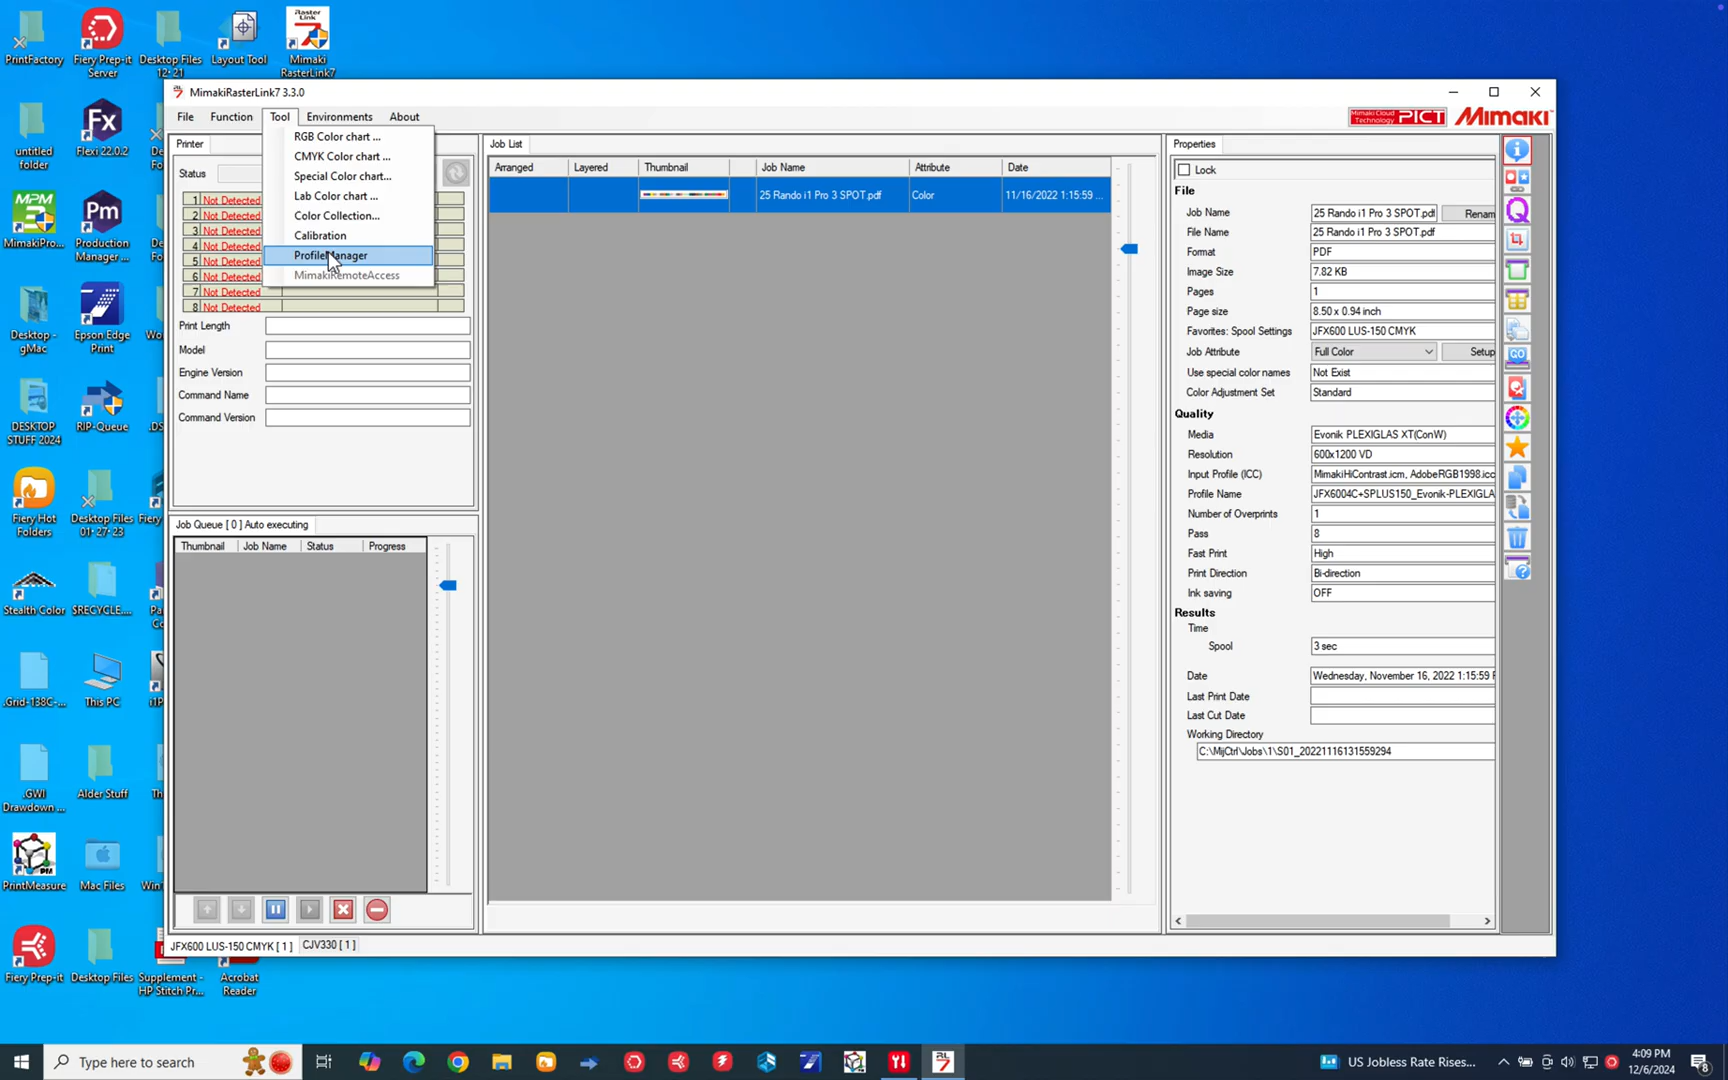 PrintFactory
Fiery Prep-it Server
Desktop Files 12· 21
Layout Tool
Mimaki RasterLink7
untitled folder
Flexi 22.0.2
MimakiPro...
Production Manager ...
Desktop - gMac
Epson Edge Print
DESKTOP STUFF 2024
RIP-Queue
Fiery Hot Folders
Desktop Files 01· 27· 23
Stealth Color
$RECYCLE....
.Grid-138C-...
This PC
.GWI Drawdown ...
Alder Stuff
PrintMeasure
Mac Files
Fiery Prep-it
Desktop Files
Supplement - HP Stitch Pr...
Acrobat Reader
MimakiRasterLink7 3.3.0
File Function Tool Environments About
Mimaki Cloud Technology PICT Mimaki
RGB Color chart ...
CMYK Color chart ...
Special Color chart...
Lab Color chart ...
Color Collection...
Calibration
ProfileManager
MimakiRemoteAccess
Printer
Status
1 Not Detected
2 Not Detected
3 Not Detected
4 Not Detected
5 Not Detected
6 Not Detected
7 Not Detected
8 Not Detected
Print Length
Model
Engine Version
Command Name
Command Version
Job Queue [ 0 ] Auto executing
Thumbnail Job Name Status Progress
JFX600 LUS-150 CMYK [ 1 ] CJV330 [ 1 ]
Job List
Arranged Layered Thumbnail Job Name Attribute Date
25 Rando i1 Pro 3 SPOT.pdf Color 11/16/2022 1:15:59 ...
Properties
Lock
File
Job Name 25 Rando i1 Pro 3 SPOT.pdf Renam
File Name 25 Rando i1 Pro 3 SPOT.pdf
Format PDF
Image Size 7.82 KB
Pages 1
Page size 8.50 x 0.94 inch
Favorites: Spool Settings JFX600 LUS-150 CMYK
Job Attribute Full Color Setup
Use special color names Not Exist
Color Adjustment Set Standard
Quality
Media Evonik PLEXIGLAS XT(ConW)
Resolution 600x1200 VD
Input Profile (ICC) MimakiHiContrast.icm, AdobeRGB1998.icc
Profile Name JFX6004C+SPLUS150_Evonik-PLEXIGLA
Number of Overprints 1
Pass 8
Fast Print High
Print Direction Bi-direction
Ink saving OFF
Results
Time
Spool 3 sec
Date Wednesday, November 16, 2022 1:15:59 P
Last Print Date
Last Cut Date
Working Directory
C:\MijCtrl\Jobs\1\S01_20221116131559294
Type here to search
US Jobless Rate Rises...
4:09 PM
12/6/2024
8